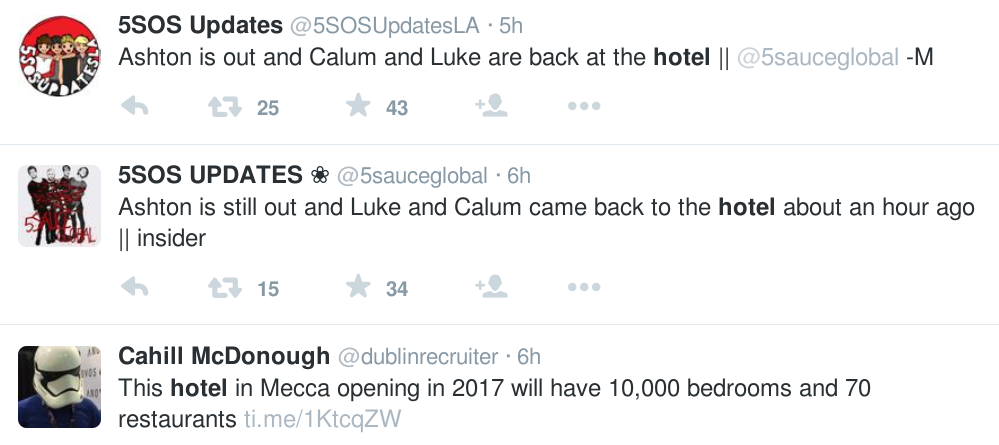 5SOS Updates @5SOSUpdatesLA · 5h
Ashton is out and Calum and Luke are back at the hotel || @5sauceglobal -M
25 43
5SOS UPDATES ❀ @5sauceglobal · 6h
Ashton is still out and Luke and Calum came back to the hotel about an hour ago
|| insider
15 34
Cahill McDonough @dublinrecruiter · 6h
This hotel in Mecca opening in 2017 will have 10,000 bedrooms and 70
restaurants ti.me/1KtcqZW